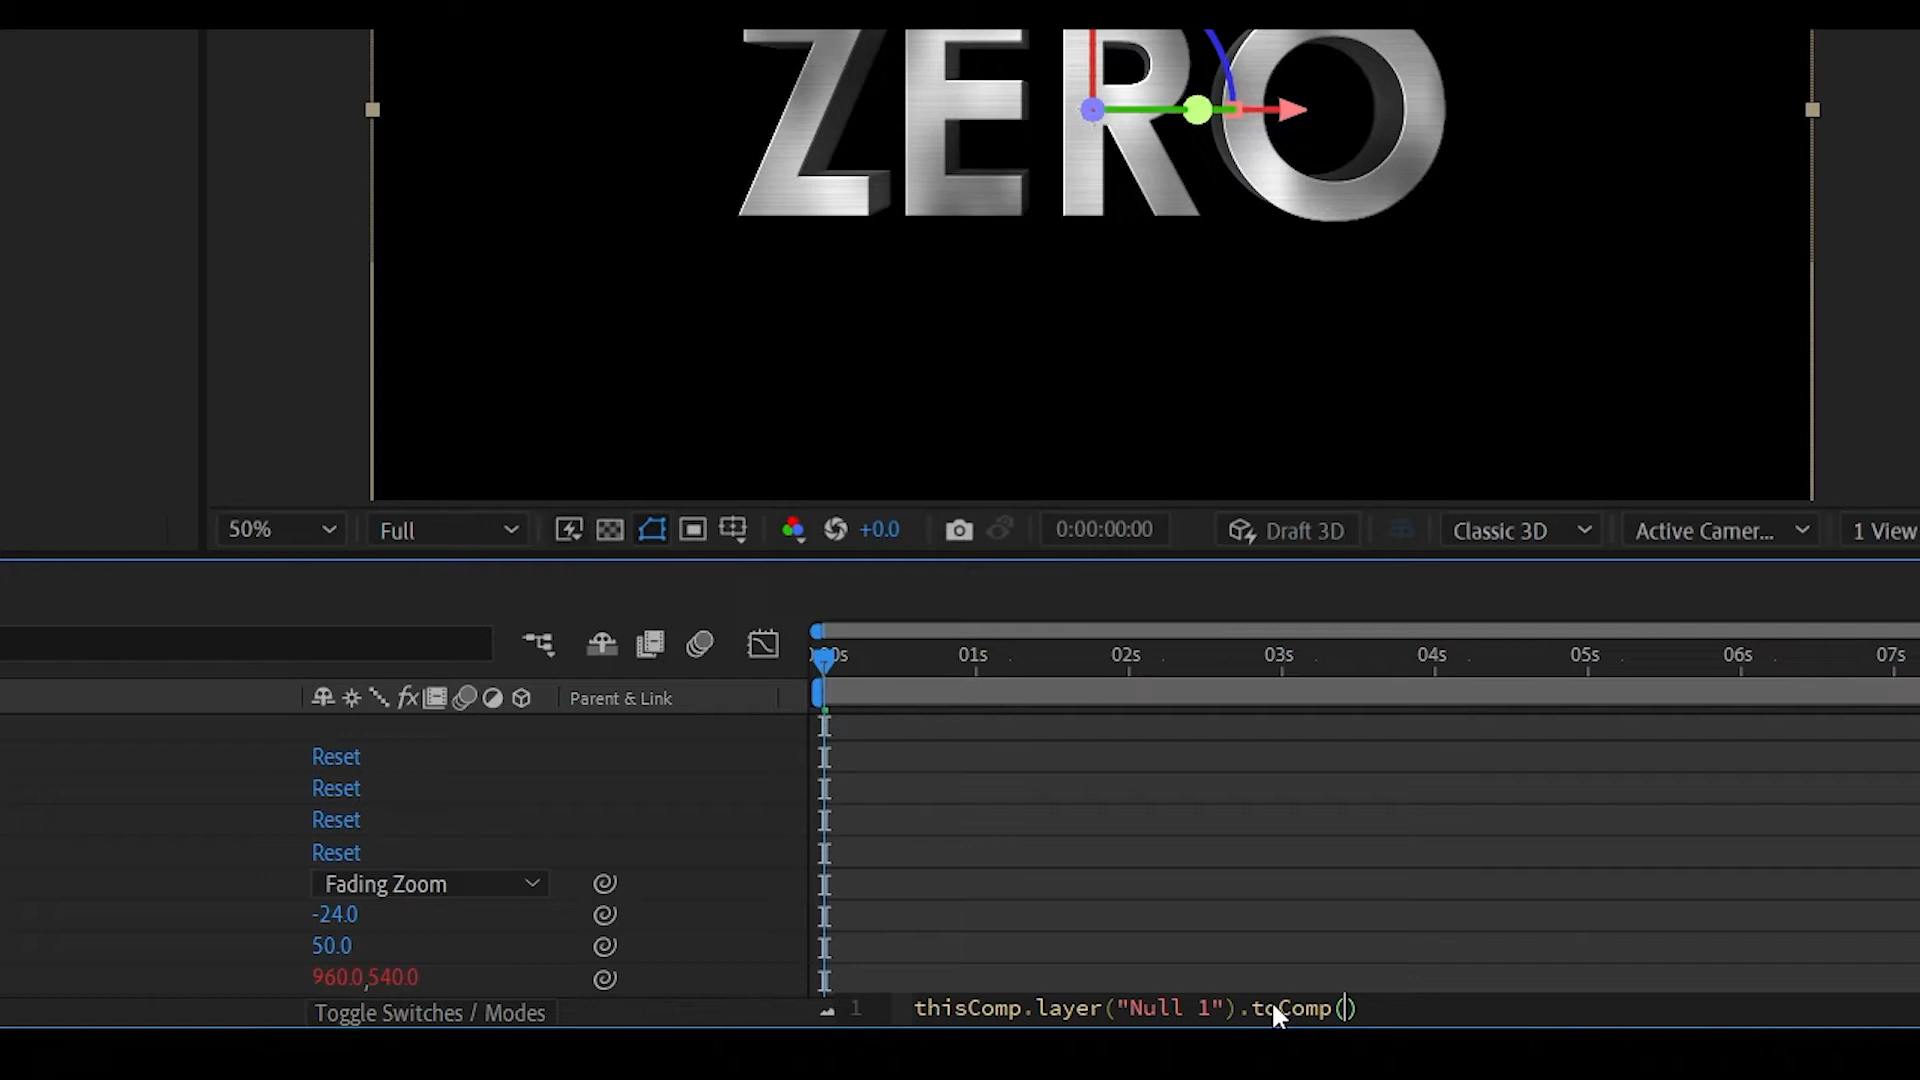 ZERO
50% Full +0.0 0:00:00:00 Draft 3D Classic 3D Active Camer... 1 View
01s 02s 03s 04s 05s 06s 07s
fx Parent & Link
Reset
Reset
Reset
Reset
Fading Zoom
-24.0
50.0
960.0,540.0
Toggle Switches / Modes 1 thisComp.layer("Null 1").toComp()